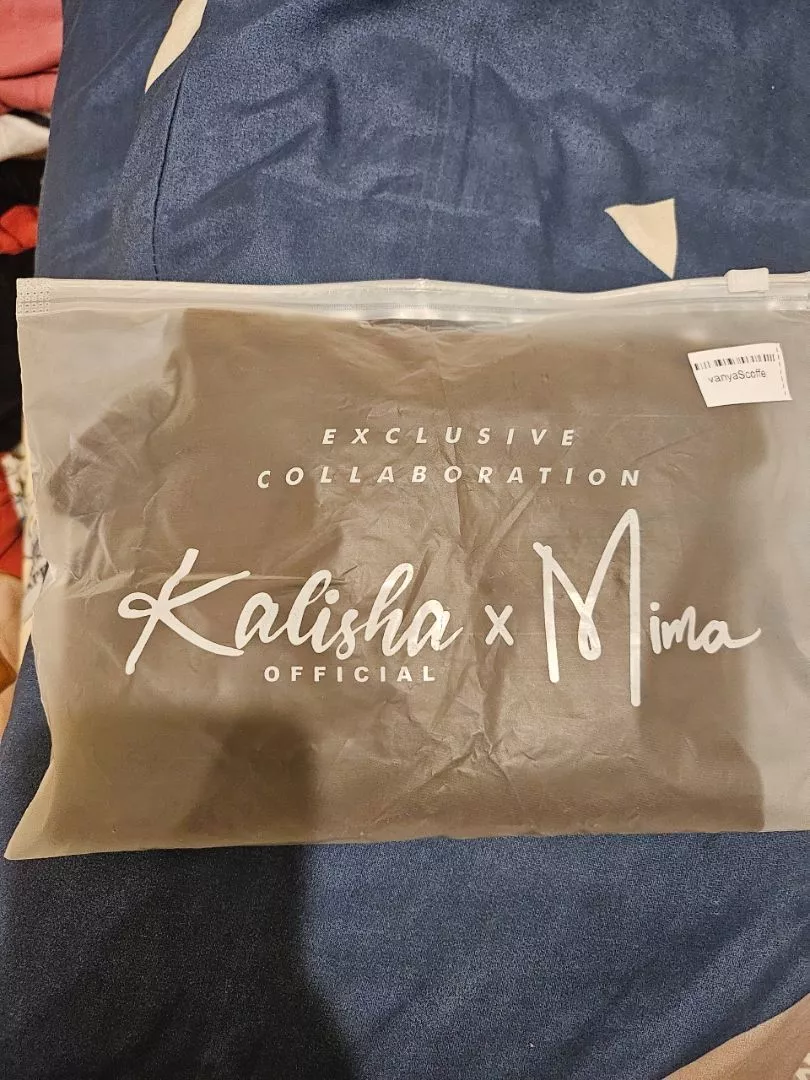 vanyaScoffe
EXCLUSIVE
COLLABORATION
Kalisha x Mima
OFFICIAL